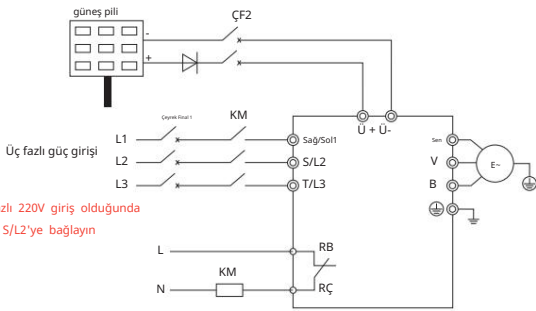 güneş pili
ÇF2
-
+
Ü + Ü-
Çeyrek Final 1
KM
Üç fazlı güç girişi
L1
L2
L3
Sağ/Sol1
S/L2
T/L3
Sen
V
B
E~
zlı 220V giriş olduğunda
S/L2'ye bağlayın
L
N
KM
RB
RÇ